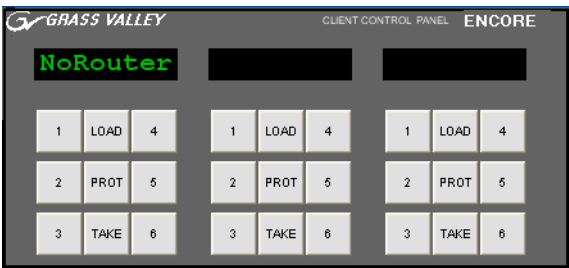 GRASS VALLEY CLIENT CONTROL PANEL ENCORE
NoRouter
1 LOAD 4 1 LOAD 4 1 LOAD 4
2 PROT 5 2 PROT 5 2 PROT 5
3 TAKE 6 3 TAKE 6 3 TAKE 6